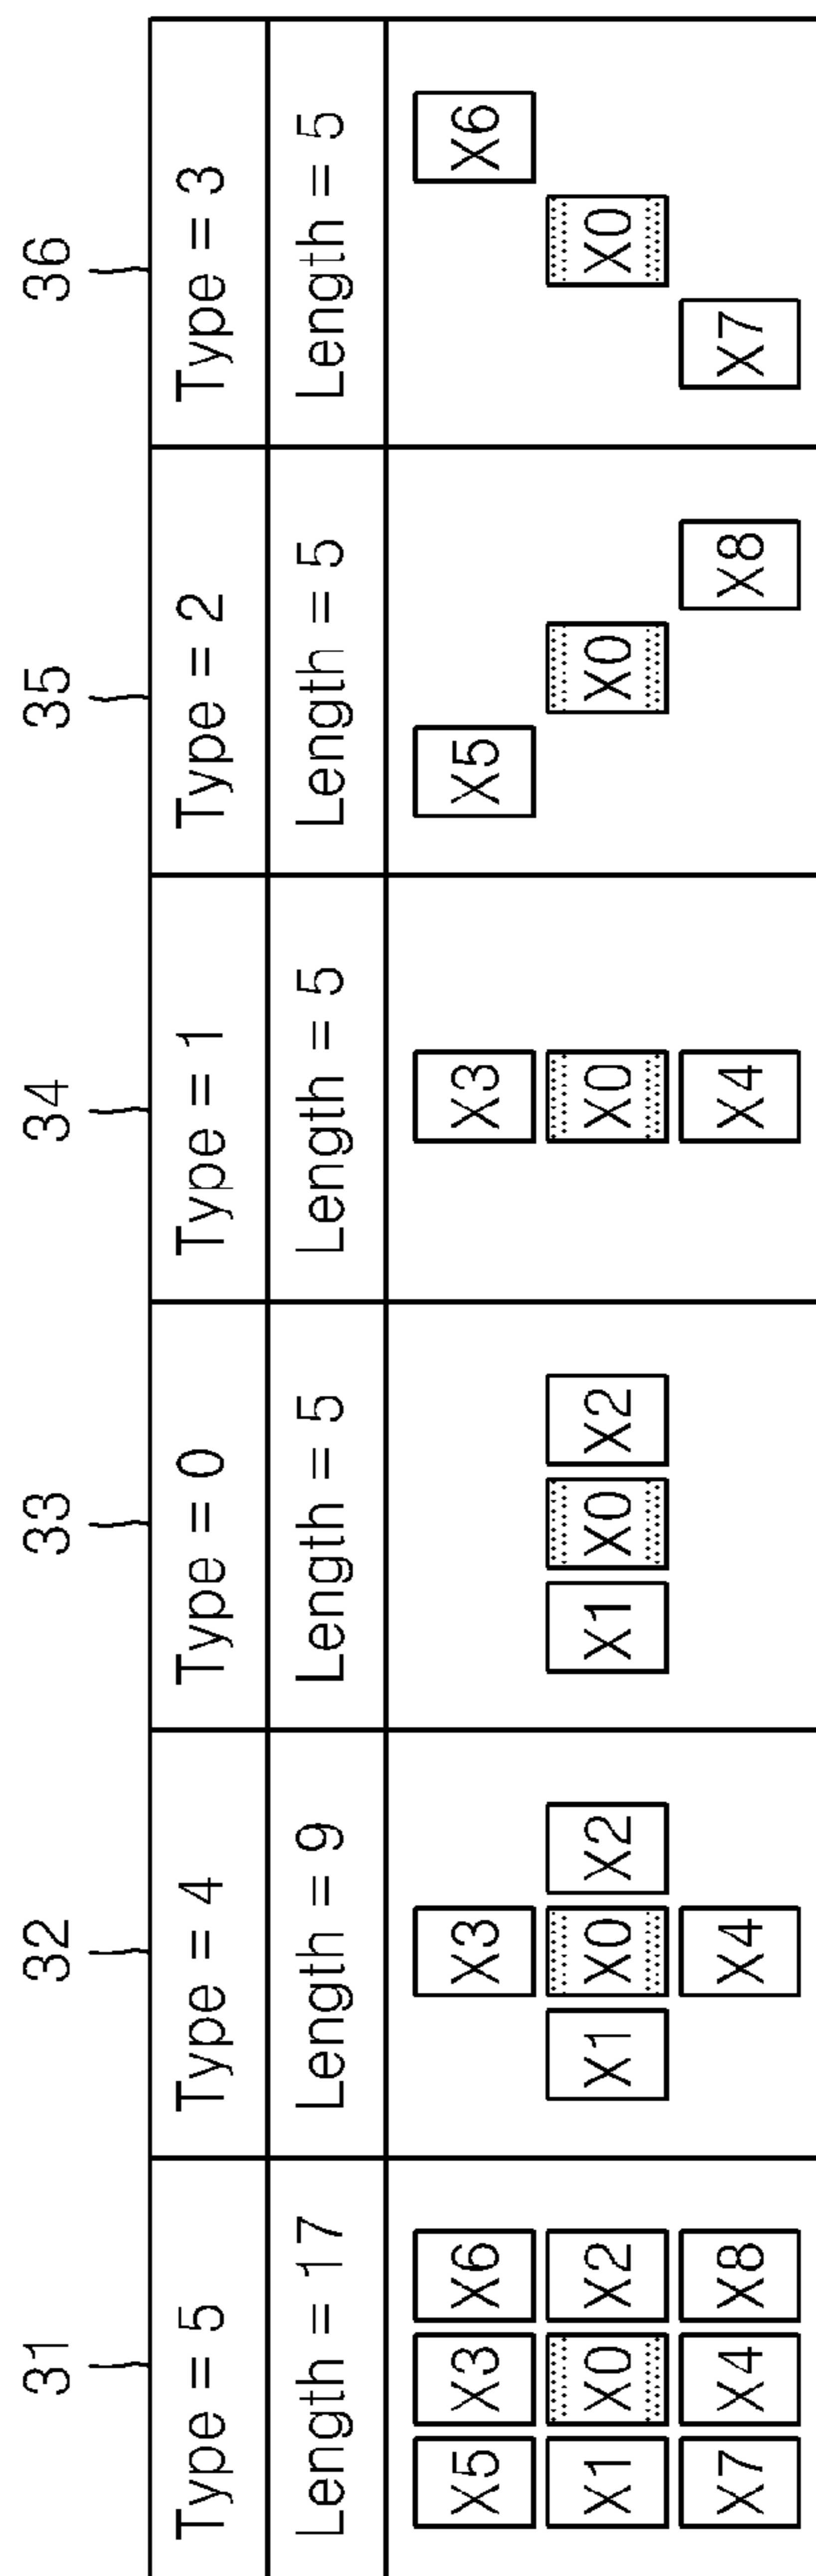 31 32 33 34 35 36
Type = 5 Type = 4 Type = 0 Type = 1 Type = 2 Type = 3
Length = 17 Length = 9 Length = 5 Length = 5 Length = 5 Length = 5
X5 X3 X6 X3 X3 X5 X6
X1 X0 X2 X1 X0 X2 X1 X0 X2 X0 X0 X0
X7 X4 X8 X4 X4 X8 X7